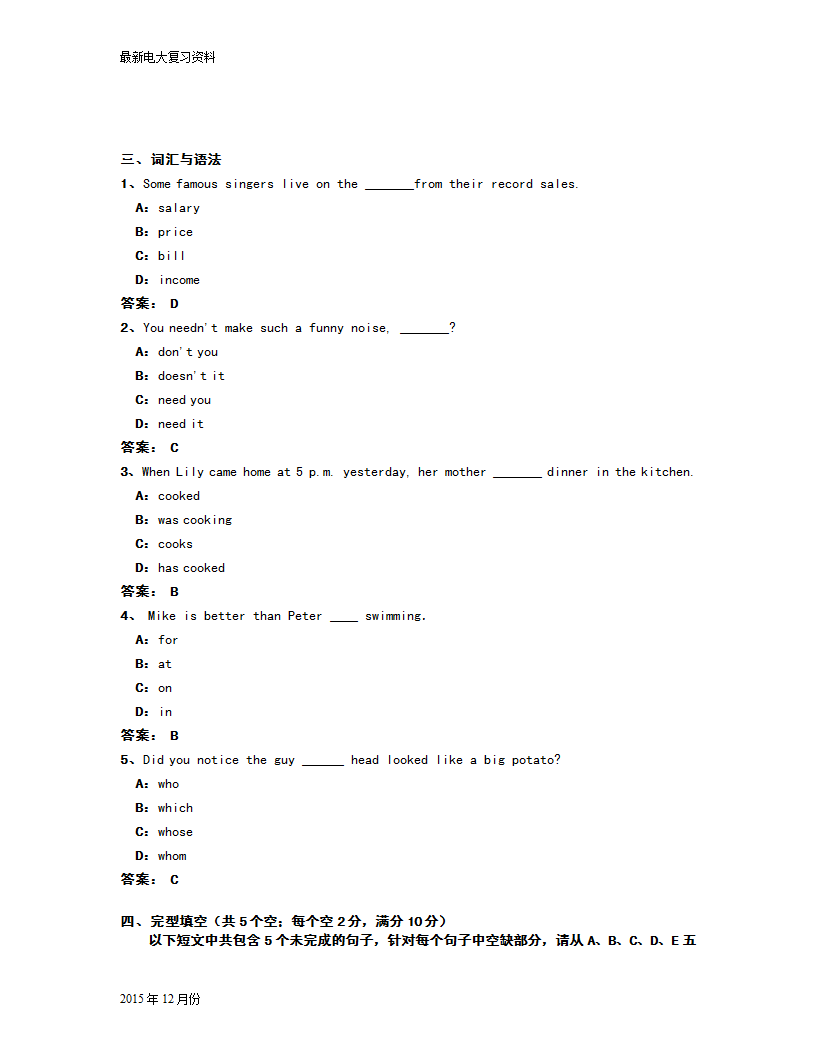 最新电大复习资料
三、词汇与语法
1、Some famous singers live on the _______from their record sales.
A：salary
B：price
C：bill
D：income
答案： D
2、You needn't make such a funny noise, _______?
A：don't you
B：doesn't it
C：need you
D：need it
答案： C
3、When Lily came home at 5 p.m. yesterday, her mother _______ dinner in the kitchen.
A：cooked
B：was cooking
C：cooks
D：has cooked
答案： B
4、 Mike is better than Peter ____ swimming.
A：for
B：at
C：on
D：in
答案： B
5、Did you notice the guy ______ head looked like a big potato?
A：who
B：which
C：whose
D：whom
答案： C
四、完型填空（共 5 个空；每个空 2 分，满分 10 分）
以下短文中共包含 5 个未完成的句子，针对每个句子中空缺部分，请从 A、B、C、D、E 五
2015 年 12 月份